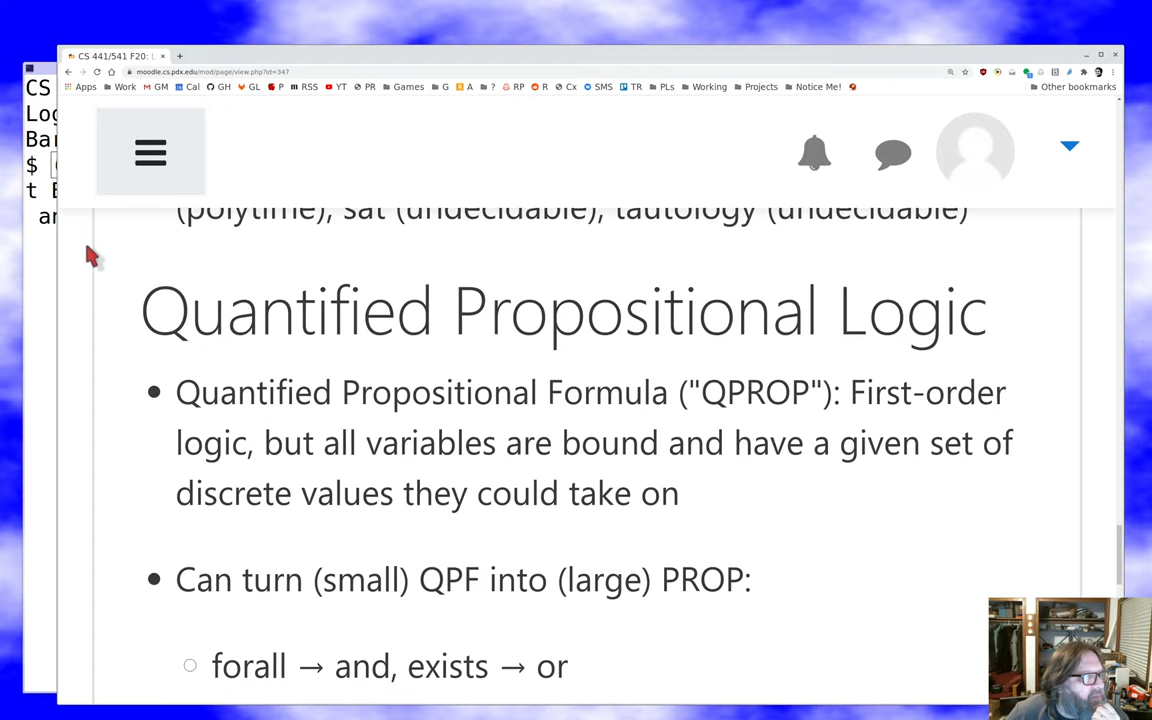 CS 441/541 F20: L
moodle.cs.pdx.edu/mod/page/view.php?id=347
Apps Work GM Cal GH GL P RSS YT PR Games G A ? RP R Cx SMS TR PLs Working Projects Notice Me! Other bookmarks
CS
Log
Bar
$
t
an
(polytime), sat (undecidable), tautology (undecidable)
Quantified Propositional Logic
• Quantified Propositional Formula ("QPROP"): First-order
logic, but all variables are bound and have a given set of
discrete values they could take on
• Can turn (small) QPF into (large) PROP:
○ forall → and, exists → or